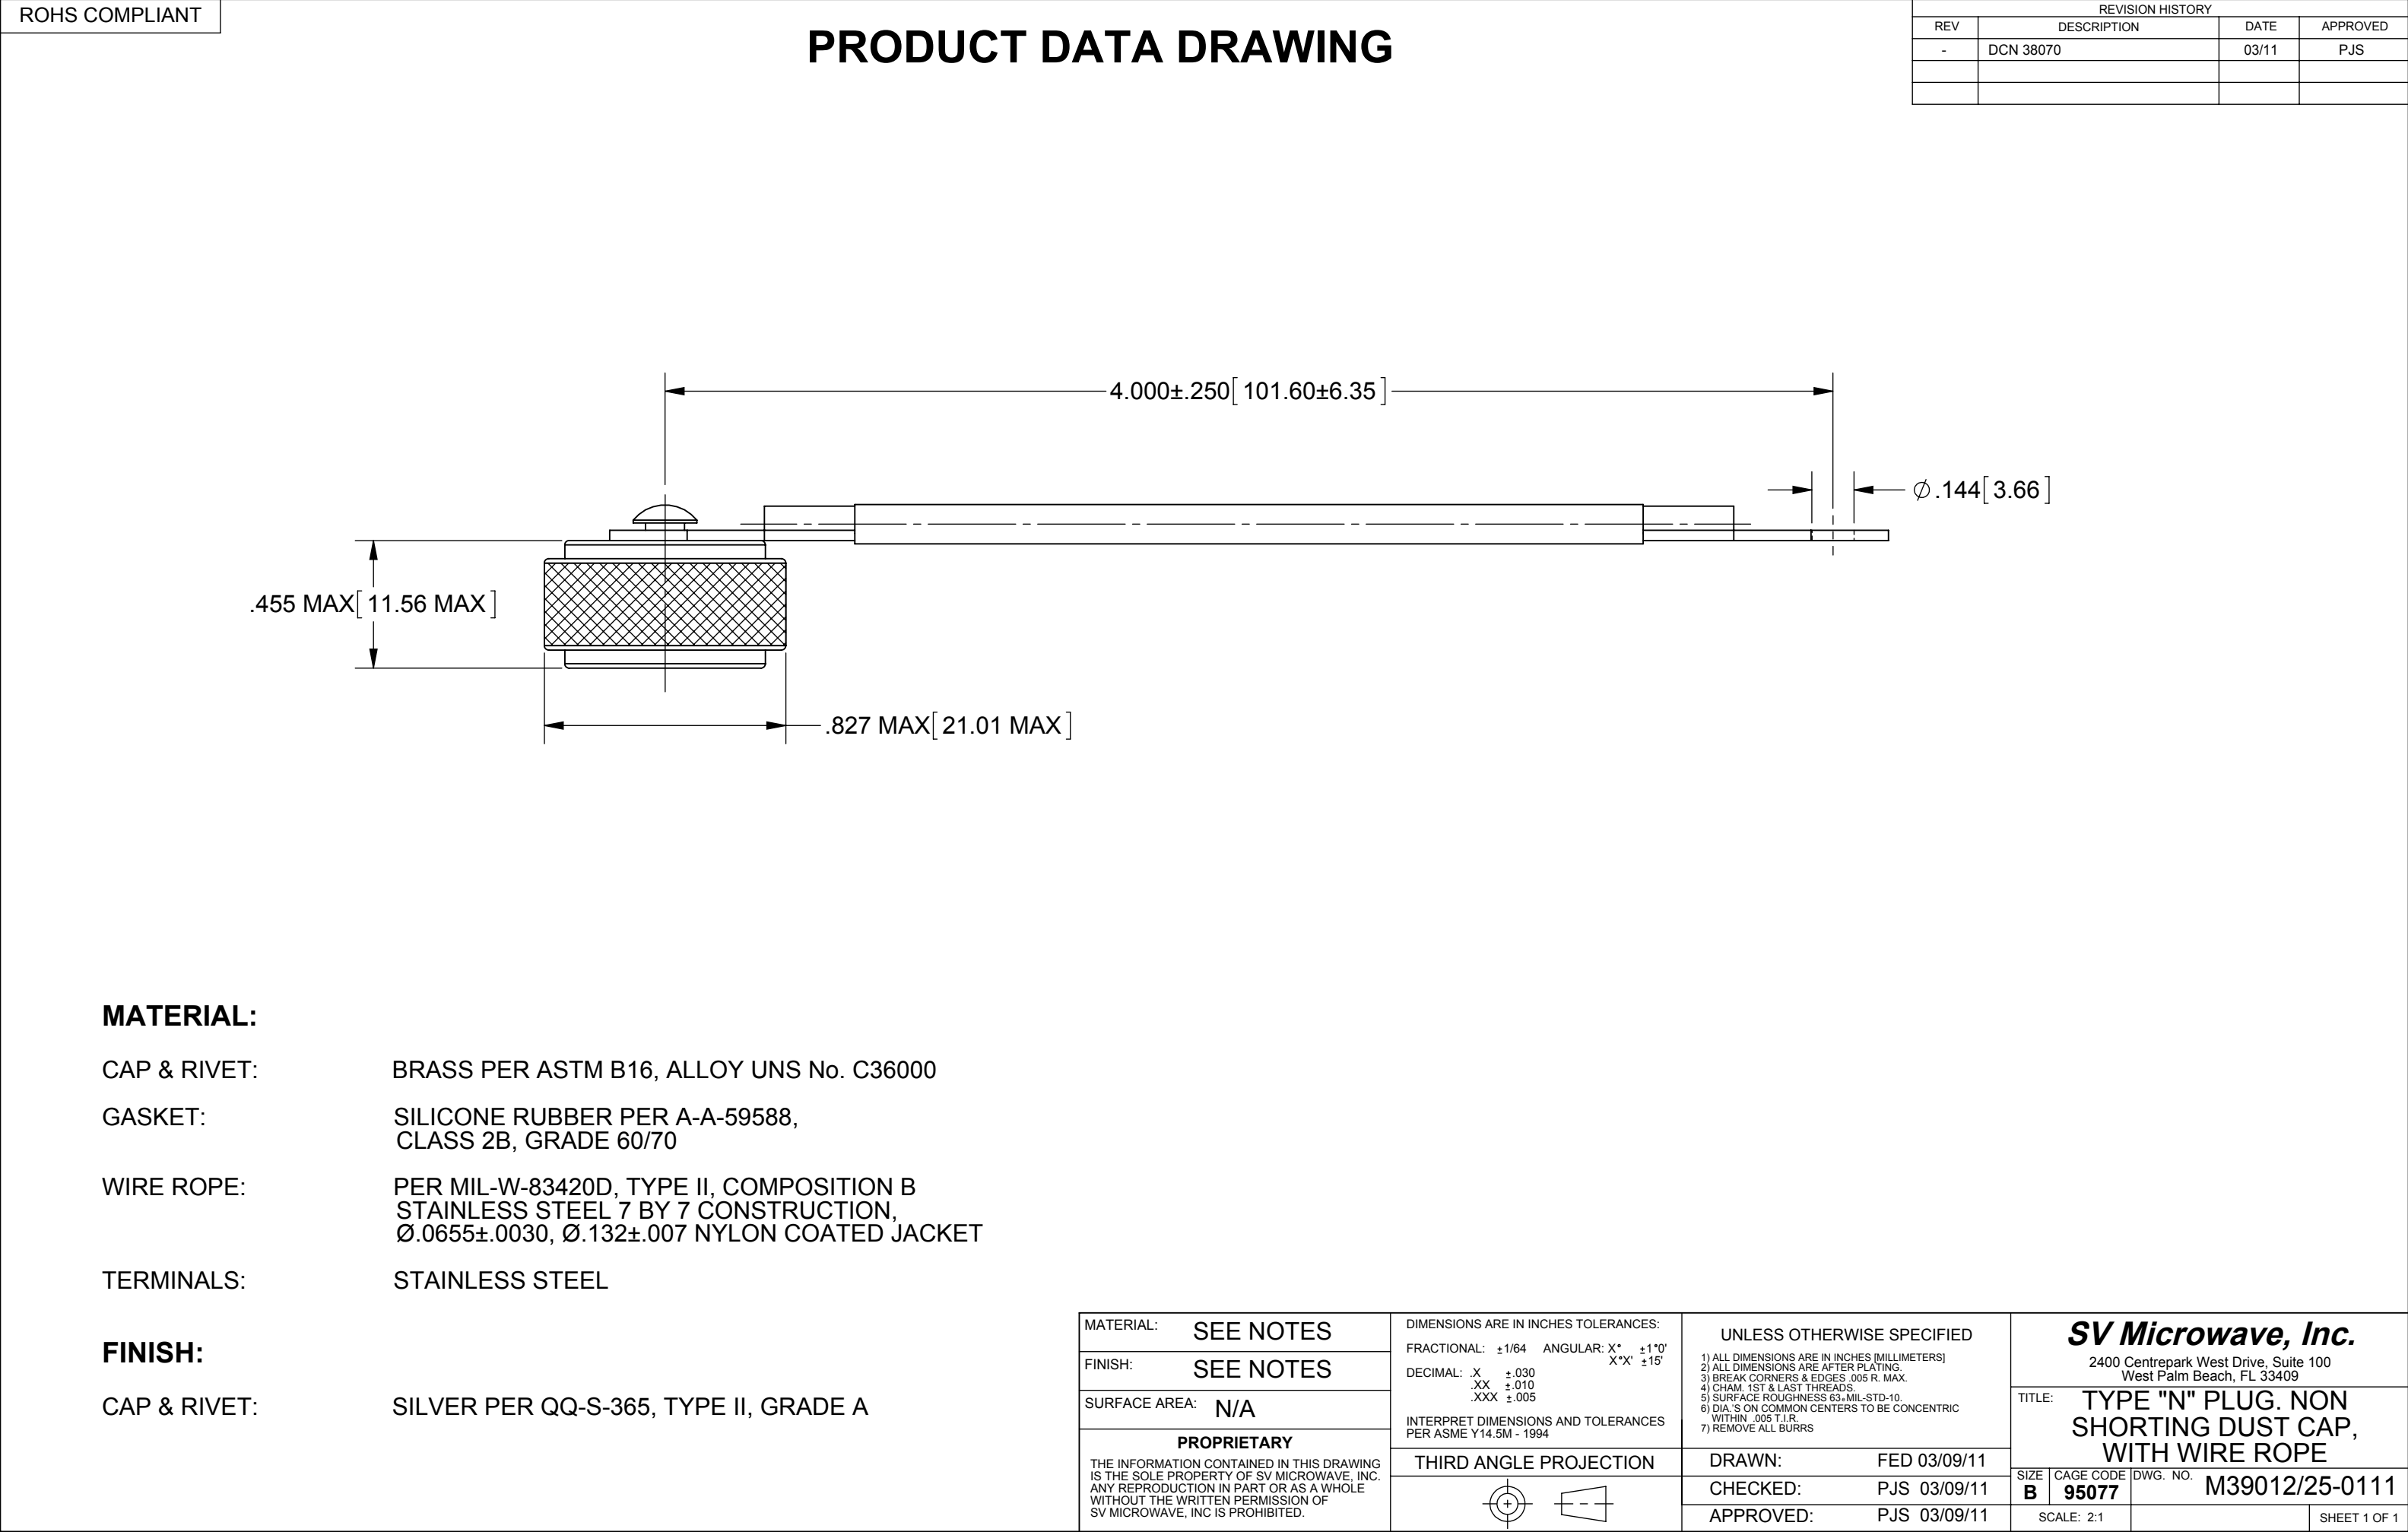 ROHS COMPLIANT
PRODUCT DATA DRAWING
REVISION HISTORY
REV DESCRIPTION DATE APPROVED
- DCN 38070 03/11 PJS
4.000±.250[101.60±6.35]
Ø.144[3.66]
.455 MAX[11.56 MAX]
.827 MAX[21.01 MAX]
MATERIAL:
CAP & RIVET: BRASS PER ASTM B16, ALLOY UNS No. C36000
GASKET: SILICONE RUBBER PER A-A-59588,
CLASS 2B, GRADE 60/70
WIRE ROPE: PER MIL-W-83420D, TYPE II, COMPOSITION B
STAINLESS STEEL 7 BY 7 CONSTRUCTION,
Ø.0655±.0030, Ø.132±.007 NYLON COATED JACKET
TERMINALS: STAINLESS STEEL
FINISH:
CAP & RIVET: SILVER PER QQ-S-365, TYPE II, GRADE A
MATERIAL: SEE NOTES
FINISH: SEE NOTES
SURFACE AREA: N/A
PROPRIETARY
THE INFORMATION CONTAINED IN THIS DRAWING
IS THE SOLE PROPERTY OF SV MICROWAVE, INC.
ANY REPRODUCTION IN PART OR AS A WHOLE
WITHOUT THE WRITTEN PERMISSION OF
SV MICROWAVE, INC IS PROHIBITED.
DIMENSIONS ARE IN INCHES TOLERANCES:
FRACTIONAL: ±1/64 ANGULAR: X° ±1°0'
X°X' ±15'
DECIMAL: .X ±.030
.XX ±.010
.XXX ±.005
INTERPRET DIMENSIONS AND TOLERANCES
PER ASME Y14.5M - 1994
THIRD ANGLE PROJECTION
UNLESS OTHERWISE SPECIFIED
1) ALL DIMENSIONS ARE IN INCHES [MILLIMETERS]
2) ALL DIMENSIONS ARE AFTER PLATING.
3) BREAK CORNERS & EDGES .005 R. MAX.
4) CHAM. 1ST & LAST THREADS.
5) SURFACE ROUGHNESS 63 MIL-STD-10.
6) DIA.'S ON COMMON CENTERS TO BE CONCENTRIC
WITHIN .005 T.I.R.
7) REMOVE ALL BURRS
DRAWN: FED 03/09/11
CHECKED: PJS 03/09/11
APPROVED: PJS 03/09/11
SV Microwave, Inc.
2400 Centrepark West Drive, Suite 100
West Palm Beach, FL 33409
TITLE: TYPE "N" PLUG. NON
SHORTING DUST CAP,
WITH WIRE ROPE
SIZE B CAGE CODE 95077 DWG. NO. M39012/25-0111
SCALE: 2:1 SHEET 1 OF 1